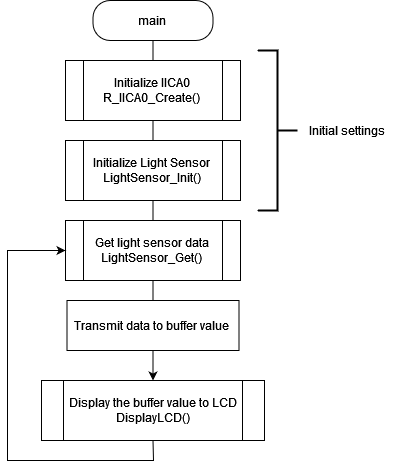 main
Initialize IICA0
R_IICA0_Create()
Initial settings
Initialize Light Sensor
LightSensor_Init()
Get light sensor data
LightSensor_Get()
Transmit data to buffer value
Display the buffer value to LCD
DisplayLCD()